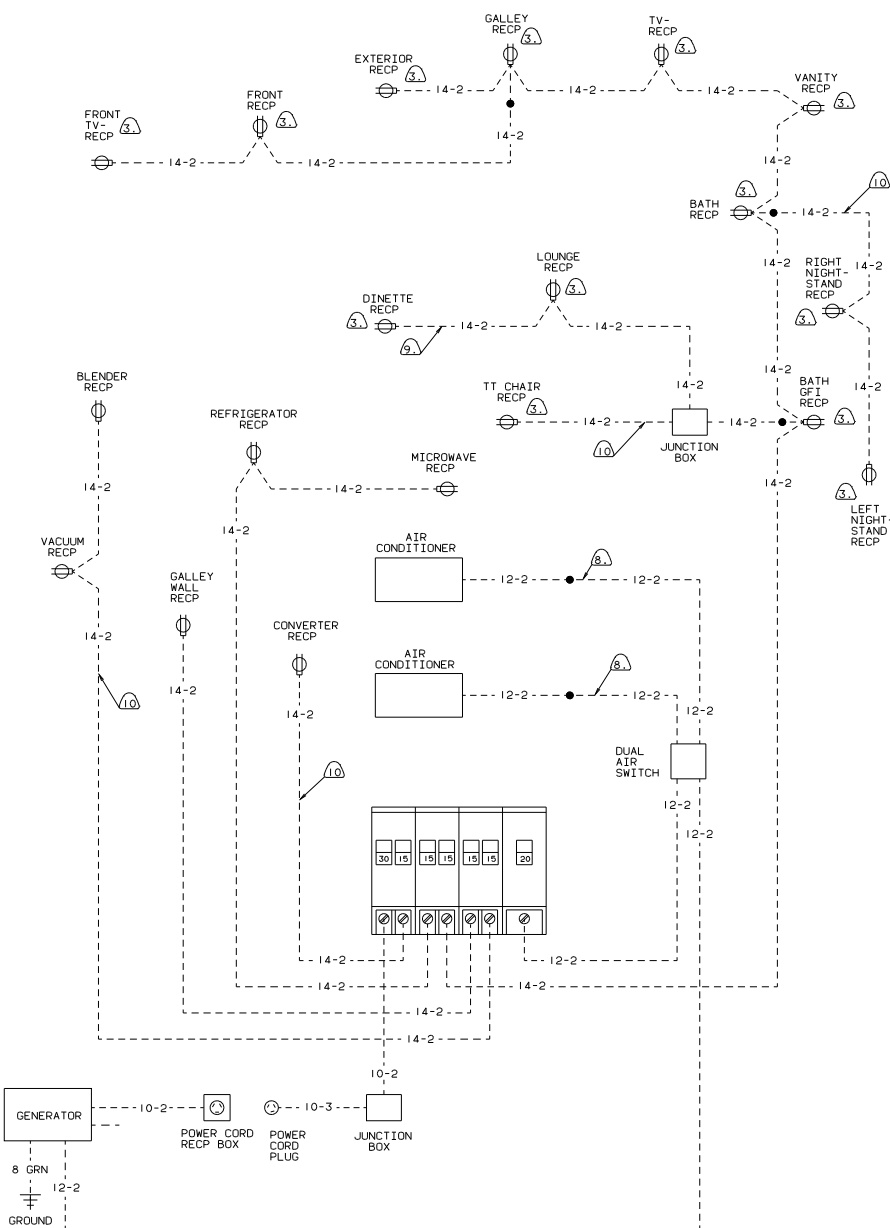 GALLEY
RECP
3.
TV-
RECP
3.
EXTERIOR
RECP
3.
14-2
14-2
14-2
VANITY
RECP
3.
FRONT
RECP
3.
FRONT
TV-
RECP
3.
14-2
14-2
14-2
14-2
10
3.
BATH
RECP
14-2
14-2
14-2
RIGHT
NIGHT-
STAND
RECP
3.
LOUNGE
RECP
3.
DINETTE
RECP
3.
14-2
14-2
9.
14-2
14-2
14-2
BATH
GFI
RECP
3.
BLENDER
RECP
TT CHAIR
RECP
3.
14-2
14-2
10
JUNCTION
BOX
REFRIGERATOR
RECP
MICROWAVE
RECP
14-2
14-2
14-2
3.
LEFT
NIGHT-
STAND
RECP
14-2
VACUUM
RECP
AIR
CONDITIONER
8.
12-2
12-2
GALLEY
WALL
RECP
CONVERTER
RECP
14-2
AIR
CONDITIONER
8.
14-2
12-2
12-2
10
14-2
12-2
DUAL
AIR
SWITCH
10
12-2
12-2
30
15
15
15
15
15
20
14-2
12-2
14-2
14-2
14-2
14-2
10-2
GENERATOR
10-2
10-3
POWER CORD
RECP BOX
POWER
CORD
PLUG
JUNCTION
BOX
8 GRN
12-2
GROUND